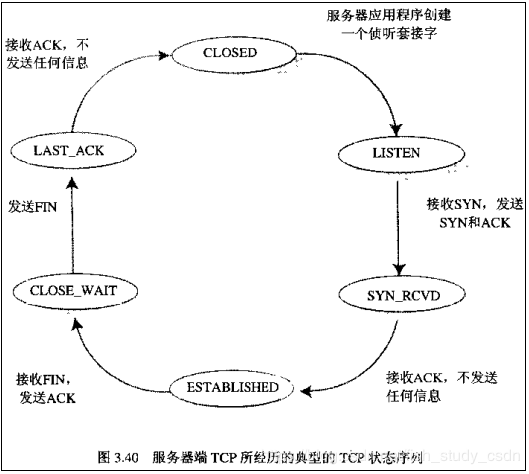 服务器应用程序创建
一个侦听套接字
接收ACK，不
发送任何信息
CLOSED
LAST_ACK
LISTEN
发送FIN
接收SYN，发送
SYN和ACK
CLOSE_WAIT
SYN_RCVD
接收FIN，
发送ACK
ESTABLISHED
接收ACK，不发送
任何信息
图 3.40 服务器端 TCP 所经历的典型的 TCP 状态序列
study_csdn